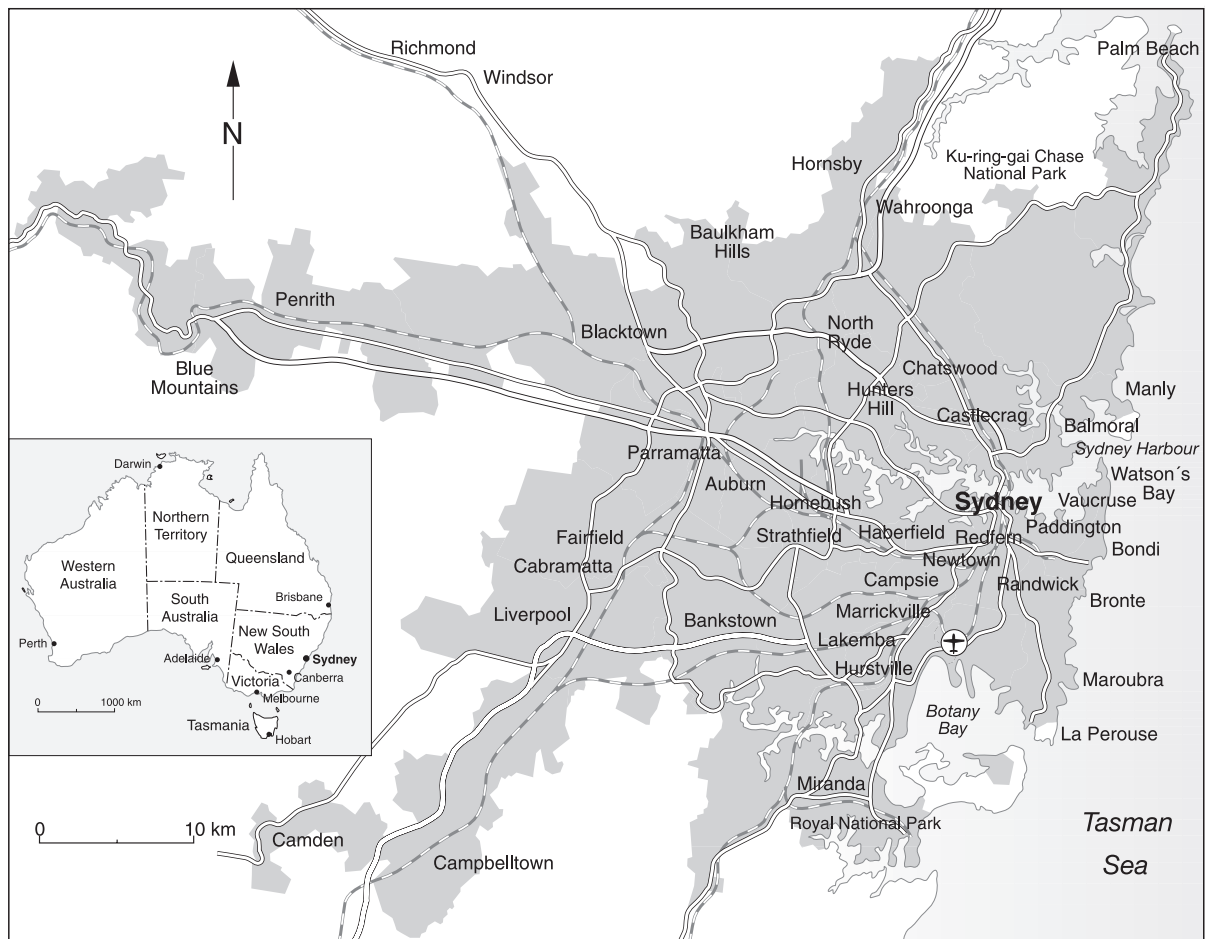 Richmond
Windsor
Palm Beach
N
Hornsby
Ku-ring-gai Chase
National Park
Wahroonga
Baulkham
Hills
Penrith
Blacktown
North
Ryde
Blue
Mountains
Chatswood
Hunters
Hill
Manly
Castlecrag
Balmoral
Sydney Harbour
Parramatta
Watson´s
Bay
Auburn
Homebush
Sydney
Vaucruse
Paddington
Fairfield
Strathfield
Haberfield
Redfern
Bondi
Cabramatta
Newtown
Campsie
Randwick
Liverpool
Bankstown
Marrickville
Bronte
Lakemba
Hurstville
Maroubra
Botany
Bay
La Perouse
Miranda
Royal National Park
Tasman
Sea
0 10 km
Camden
Campbelltown
Darwin
Northern
Territory
Queensland
Western
Australia
South
Australia
Brisbane
New South
Wales
Perth
Adelaide
Sydney
Canberra
Victoria
Melbourne
0 1000 km
Tasmania
Hobart